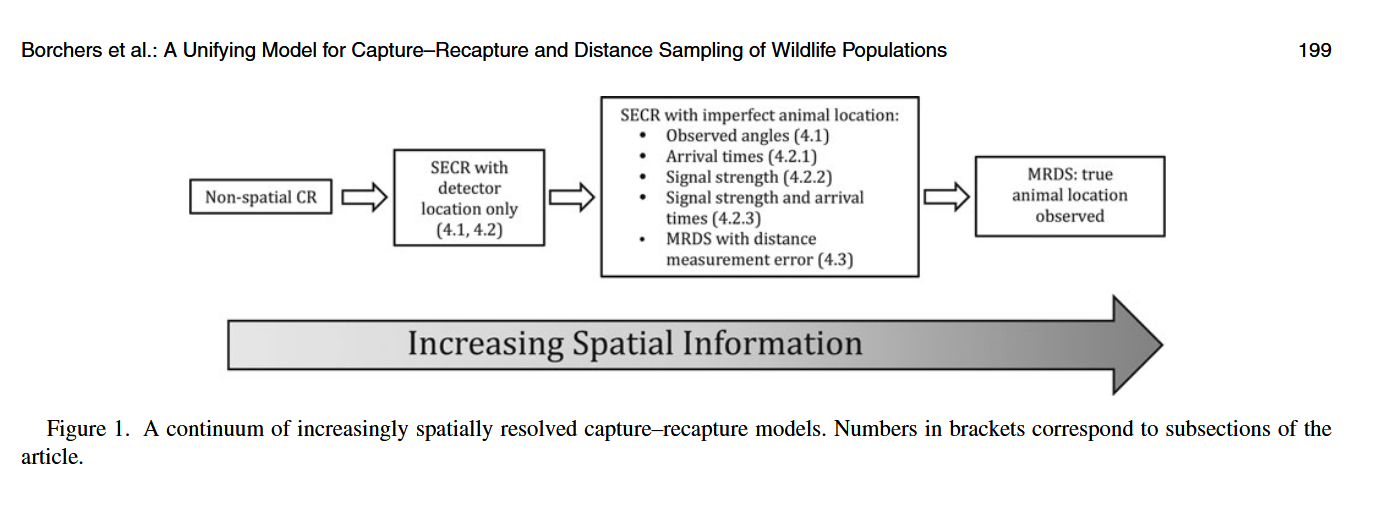 Borchers et al.: A Unifying Model for Capture–Recapture and Distance Sampling of Wildlife Populations 199
Non-spatial CR
SECR with
detector
location only
(4.1, 4.2)
SECR with imperfect animal location:
• Observed angles (4.1)
• Arrival times (4.2.1)
• Signal strength (4.2.2)
• Signal strength and arrival
times (4.2.3)
• MRDS with distance
measurement error (4.3)
MRDS: true
animal location
observed
Increasing Spatial Information
Figure 1. A continuum of increasingly spatially resolved capture–recapture models. Numbers in brackets correspond to subsections of the
article.